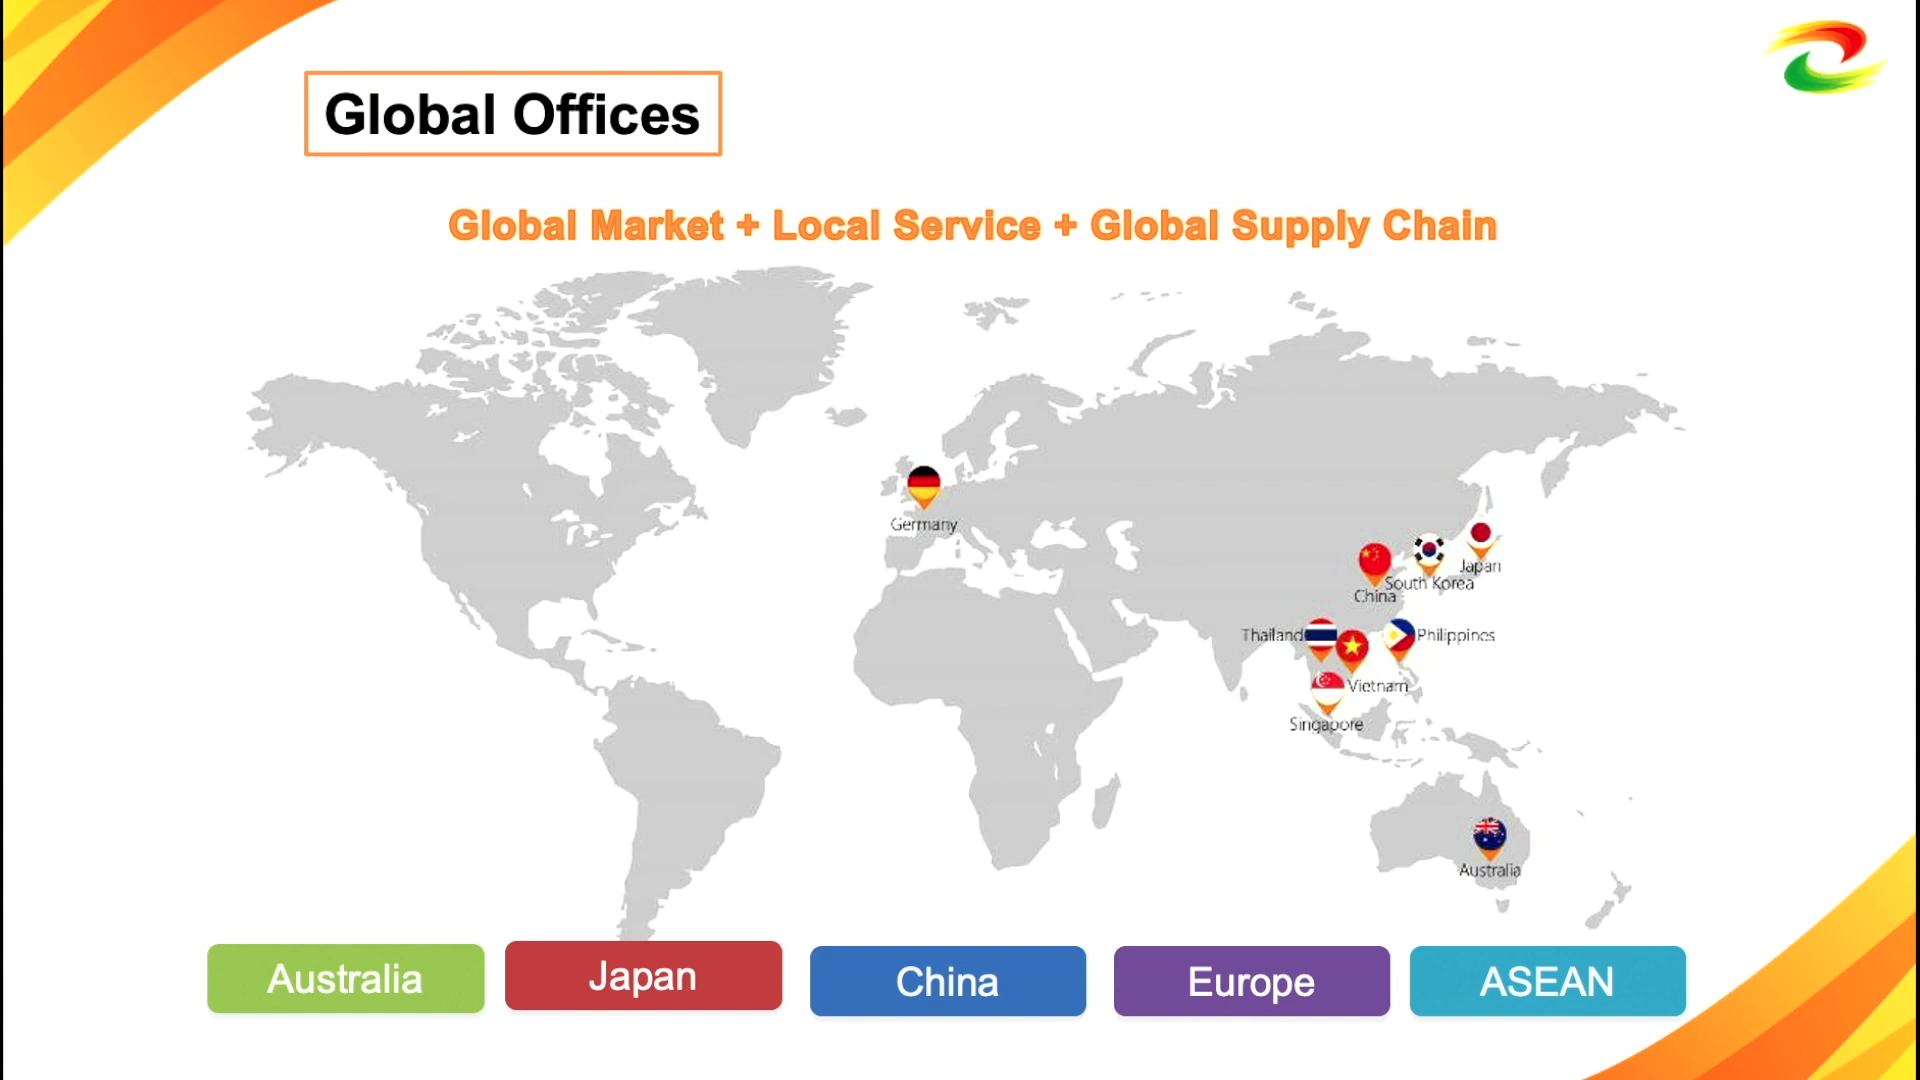 Global Offices
Global Market + Local Service + Global Supply Chain
Germany
Japan
South Korea
China
Thailand
Philippines
Vietnam
Singapore
Australia
Australia
Japan
China
Europe
ASEAN